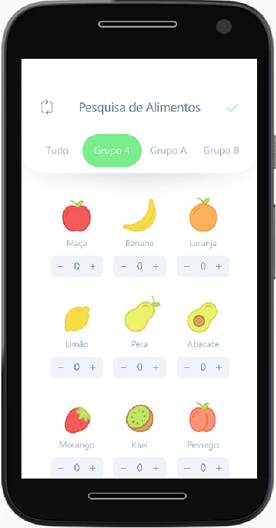 Pesquisa de Alimentos
Tudo Grupo 4 Grupo A Grupo B
Maça Banana Laranja
− 0 + − 0 + − 0 +
Limão Pera Abacate
− 0 + − 0 + − 0 +
Morango Kiwi Pessego
− 0 + − 0 + − 0 +